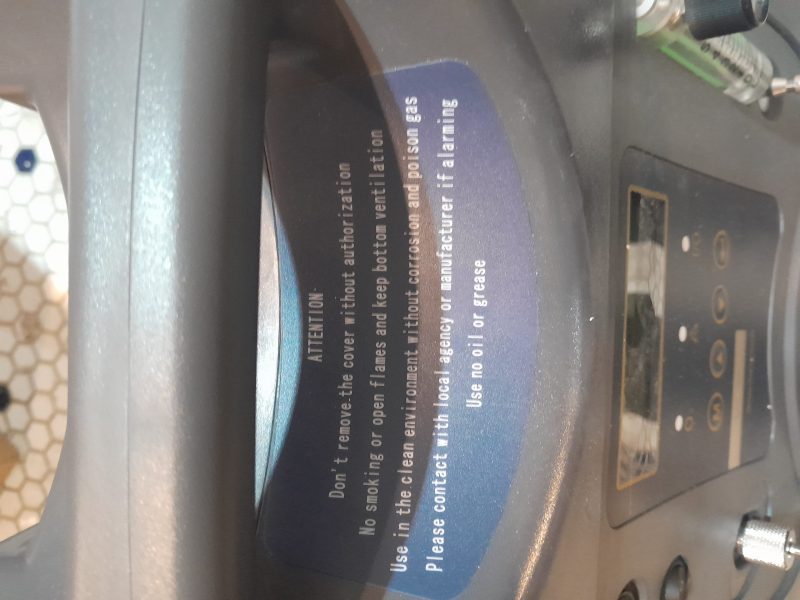 ATTENTION
Don't remove the cover without authorization
No smoking or open flames and keep bottom ventilation
Use in the clean environment without corrosion and poison gas
Please contact with local agency or manufacturer if alarming
Use no oil or grease